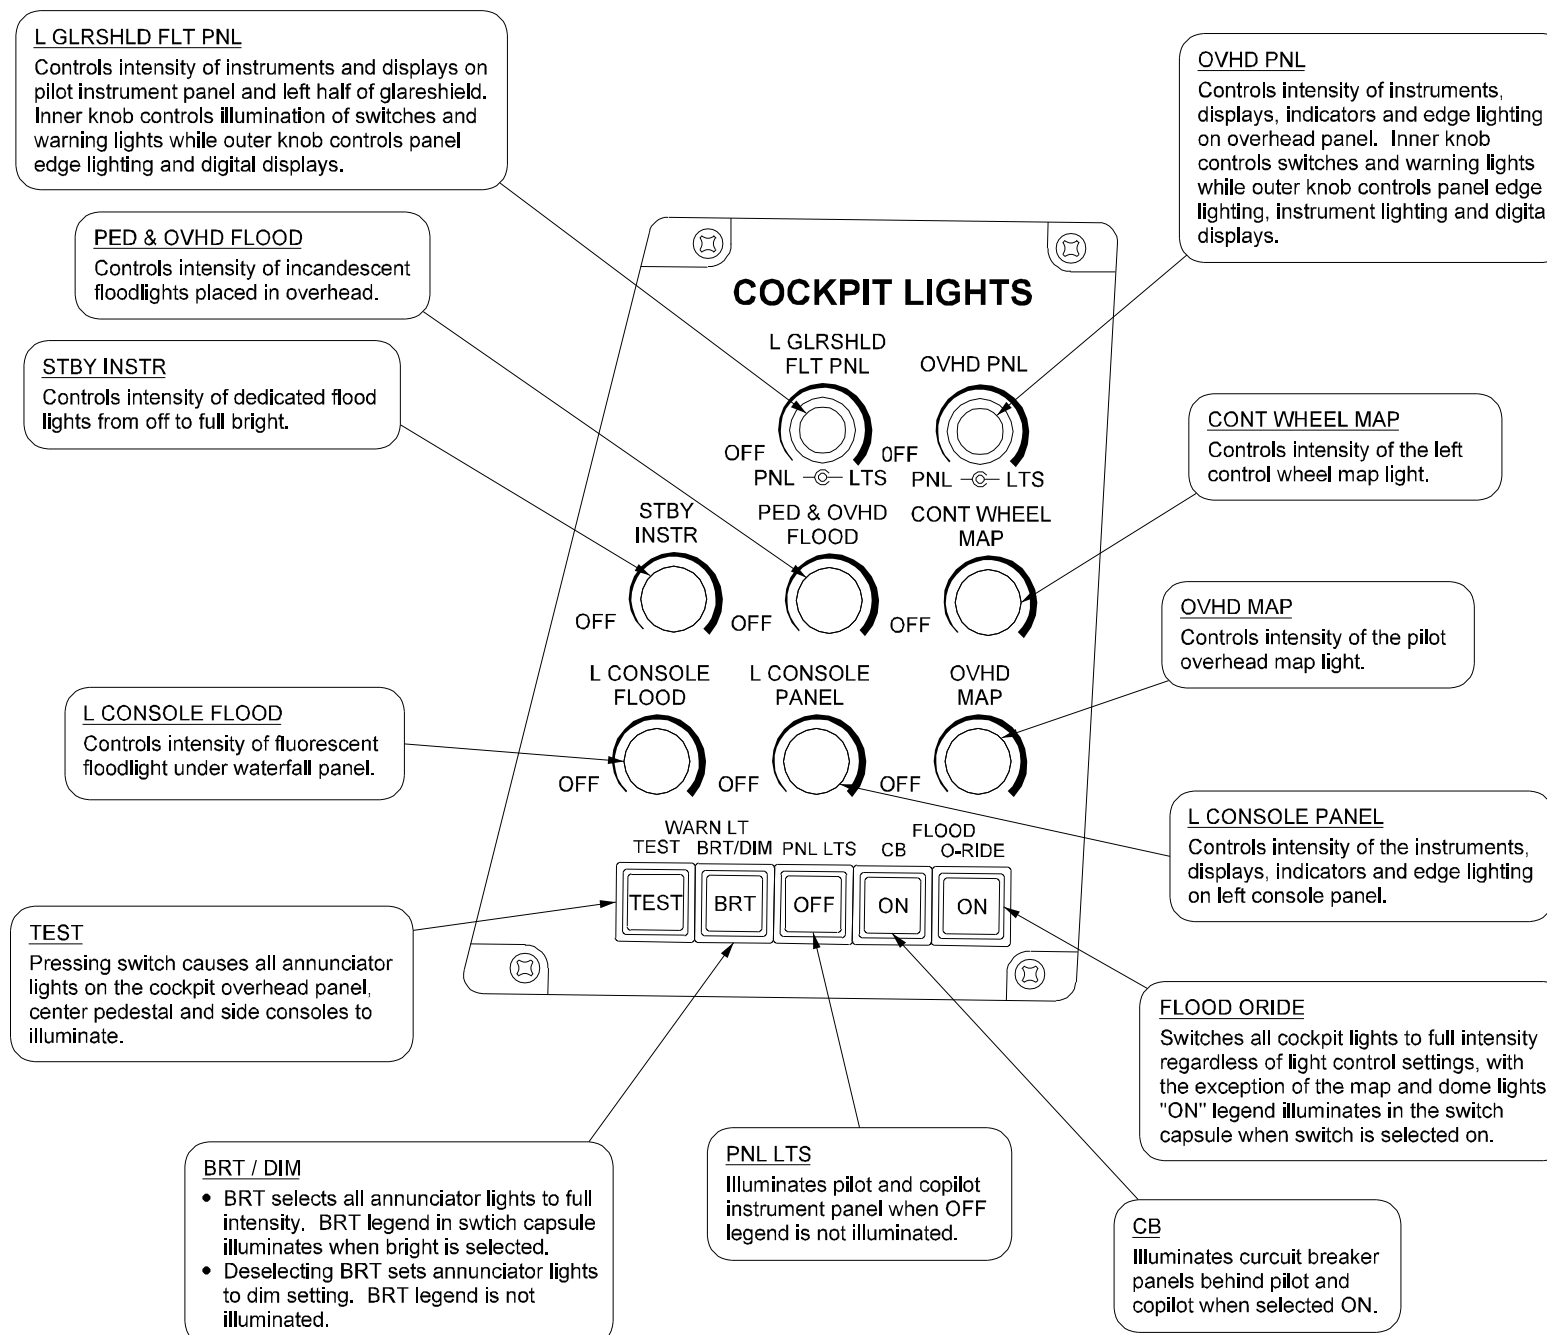 L GLRSHLD FLT PNL
Controls intensity of instruments and displays on
pilot instrument panel and left half of glareshield.
Inner knob controls illumination of switches and
warning lights while outer knob controls panel
edge lighting and digital displays.
PED & OVHD FLOOD
Controls intensity of incandescent
floodlights placed in overhead.
STBY INSTR
Controls intensity of dedicated flood
lights from off to full bright.
L CONSOLE FLOOD
Controls intensity of fluorescent
floodlight under waterfall panel.
TEST
Pressing switch causes all annunciator
lights on the cockpit overhead panel,
center pedestal and side consoles to
illuminate.
BRT / DIM
• BRT selects all annunciator lights to full
intensity. BRT legend in swtich capsule
illuminates when bright is selected.
• Deselecting BRT sets annunciator lights
to dim setting. BRT legend is not
illuminated.
COCKPIT LIGHTS
L GLRSHLD
FLT PNL
OVHD PNL
OFF
0FF
PNL LTS
PNL LTS
STBY
INSTR
PED & OVHD
FLOOD
CONT WHEEL
MAP
OFF
OFF
OFF
L CONSOLE
FLOOD
L CONSOLE
PANEL
OVHD
MAP
OFF
OFF
OFF
WARN LT
FLOOD
TEST BRT/DIM PNL LTS CB O-RIDE
TEST BRT OFF ON ON
PNL LTS
Illuminates pilot and copilot
instrument panel when OFF
legend is not illuminated.
OVHD PNL
Controls intensity of instruments,
displays, indicators and edge lighting
on overhead panel. Inner knob
controls switches and warning lights
while outer knob controls panel edge
lighting, instrument lighting and digita
displays.
CONT WHEEL MAP
Controls intensity of the left
control wheel map light.
OVHD MAP
Controls intensity of the pilot
overhead map light.
L CONSOLE PANEL
Controls intensity of the instruments,
displays, indicators and edge lighting
on left console panel.
FLOOD ORIDE
Switches all cockpit lights to full intensity
regardless of light control settings, with
the exception of the map and dome lights
"ON" legend illuminates in the switch
capsule when switch is selected on.
CB
Illuminates curcuit breaker
panels behind pilot and
copilot when selected ON.